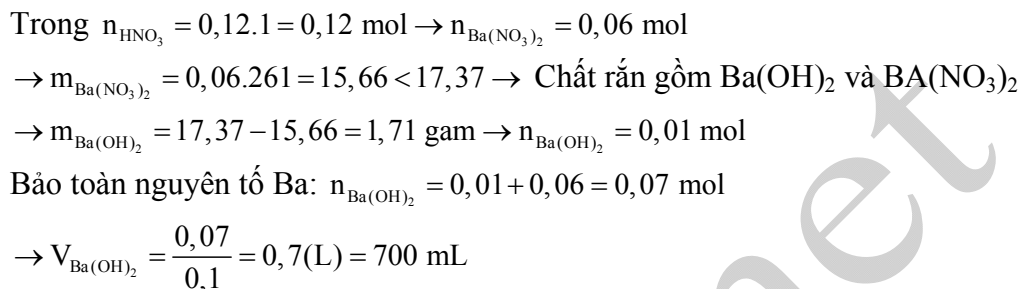 Trong n_HNO₃ = 0,12.1 = 0,12 mol → n_Ba(NO₃)₂ = 0,06 mol
→ m_Ba(NO₃)₂ = 0,06.261 = 15,66 < 17,37 → Chất rắn gồm Ba(OH)₂ và BA(NO₃)₂
→ m_Ba(OH)₂ = 17,37 – 15,66 = 1,71 gam → n_Ba(OH)₂ = 0,01 mol
Bảo toàn nguyên tố Ba: n_Ba(OH)₂ = 0,01 + 0,06 = 0,07 mol
→ V_Ba(OH)₂ = 0,07/0,1 = 0,7(L) = 700 mL
net